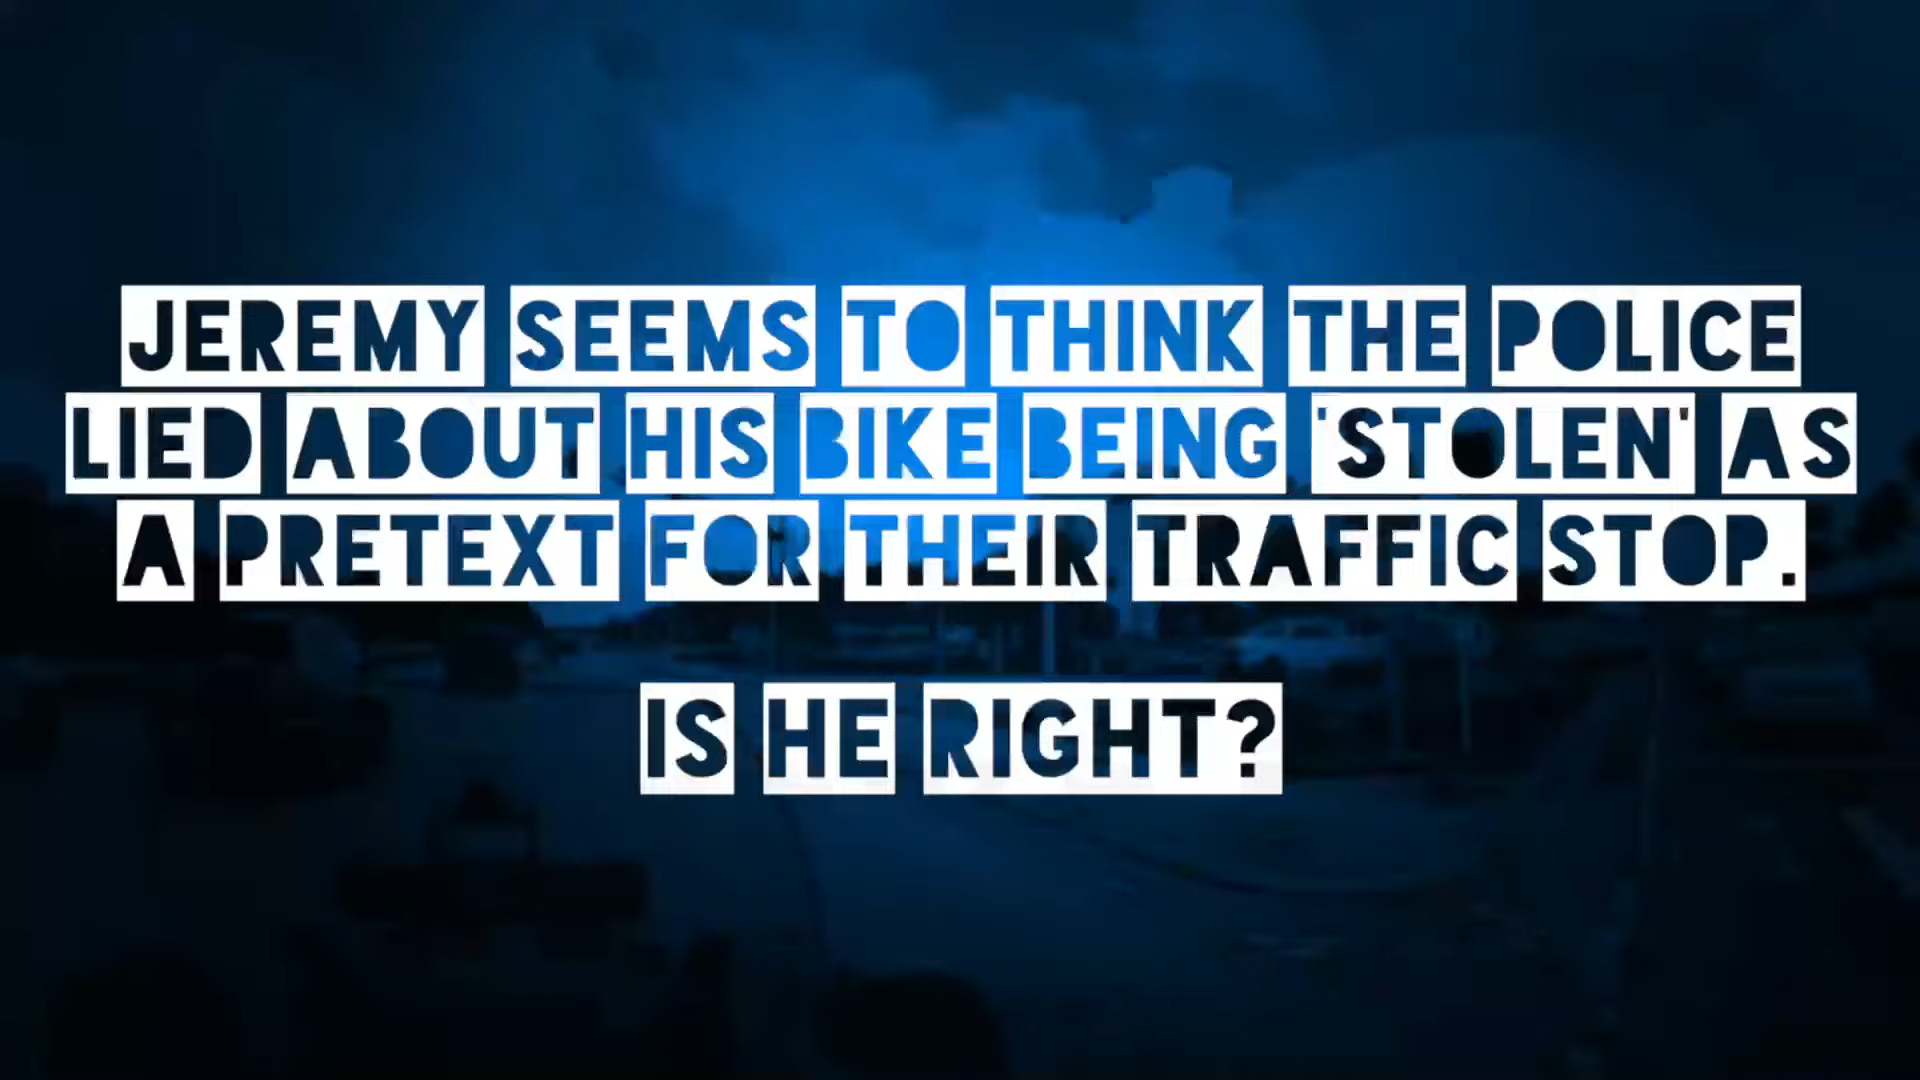 JEREMY SEEMS TO THINK THE POLICE
LIED ABOUT HIS BIKE BEING 'STOLEN' AS
A PRETEXT FOR THEIR TRAFFIC STOP.
IS HE RIGHT?